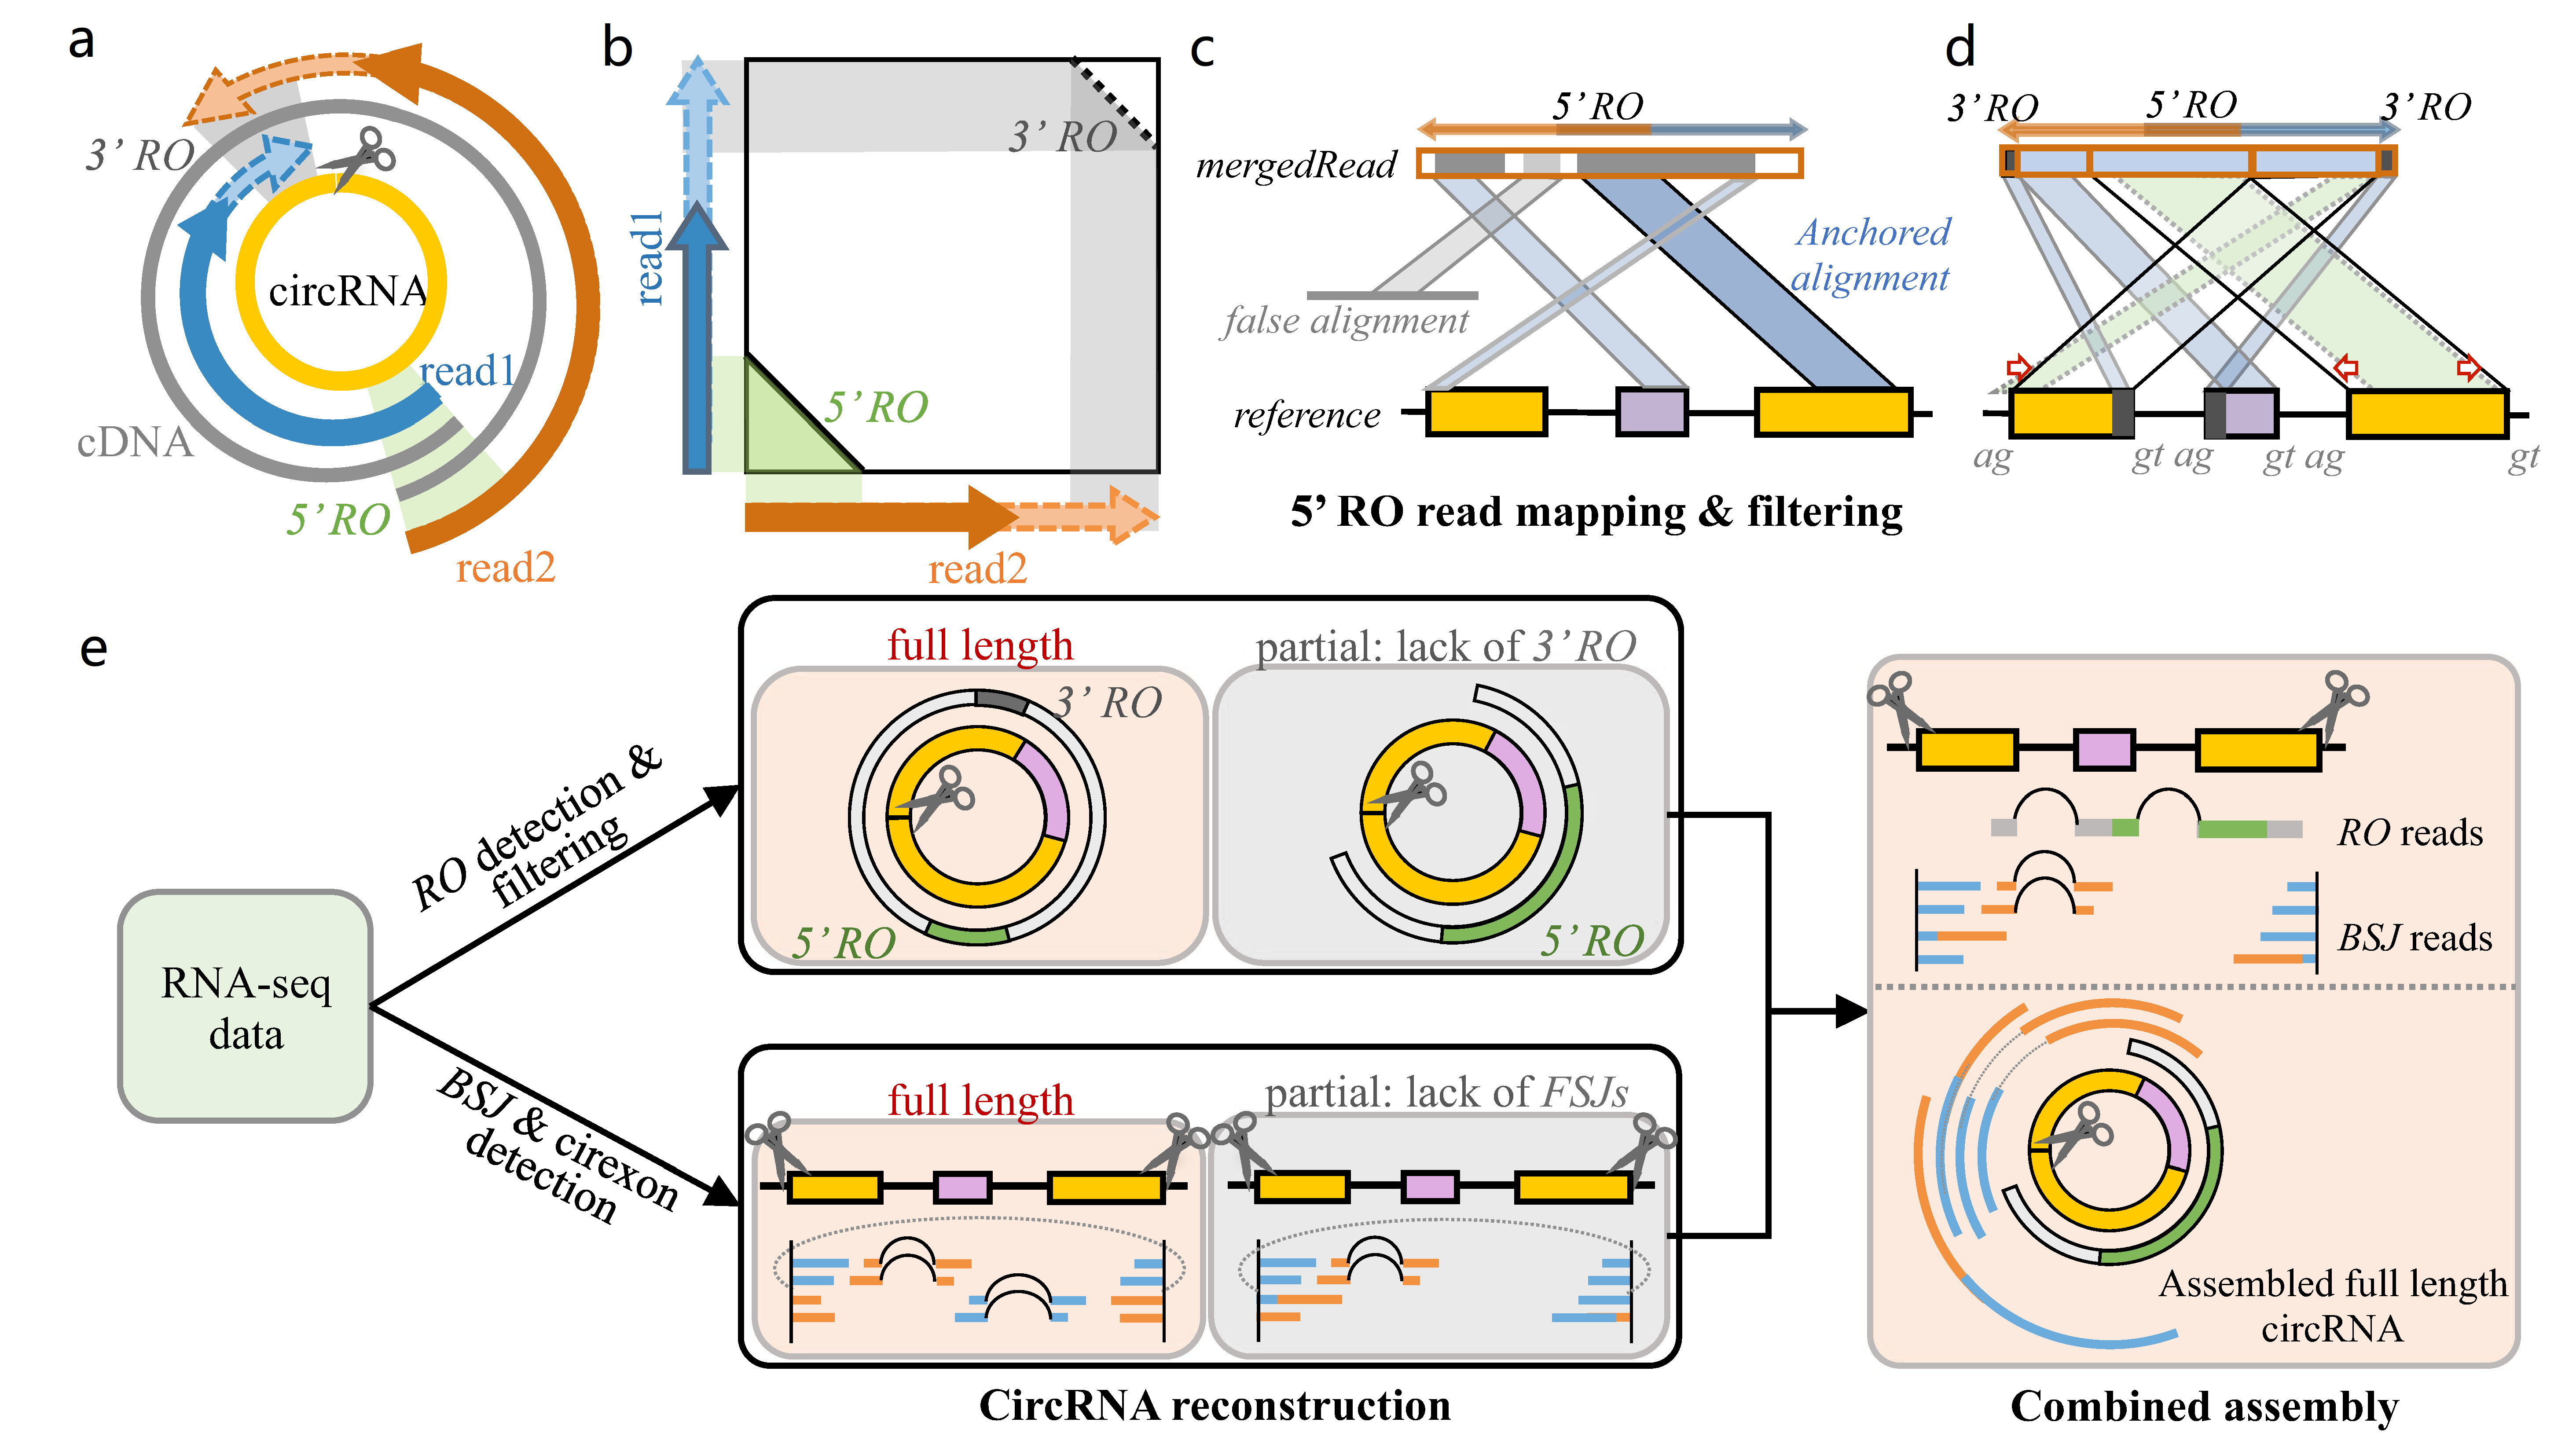 a
3’ RO
circRNA
read1
cDNA
5’ RO
read2
b
read1
3’ RO
5’ RO
read2
c
5’ RO
mergedRead
Anchored
alignment
false alignment
reference
d
3’ RO
5’ RO
3’ RO
ag
gt
ag
gt
ag
gt
5’ RO read mapping & filtering
e
RNA-seq
data
RO detection &
filtering
BSJ & cirexon
detection
full length
3’ RO
5’ RO
partial: lack of 3’ RO
5’ RO
full length
partial: lack of FSJs
CircRNA reconstruction
RO reads
BSJ reads
Assembled full length
circRNA
Combined assembly